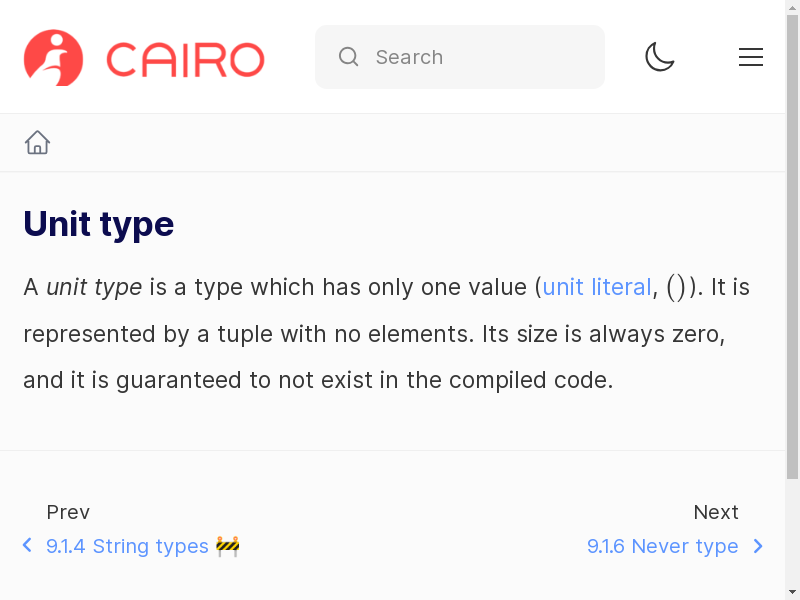 CAIRO
Search
Unit type
A unit type is a type which has only one value (unit literal, ()). It is
represented by a tuple with no elements. Its size is always zero,
and it is guaranteed to not exist in the compiled code.
Prev
Next
9.1.4 String types 🚧
9.1.6 Never type